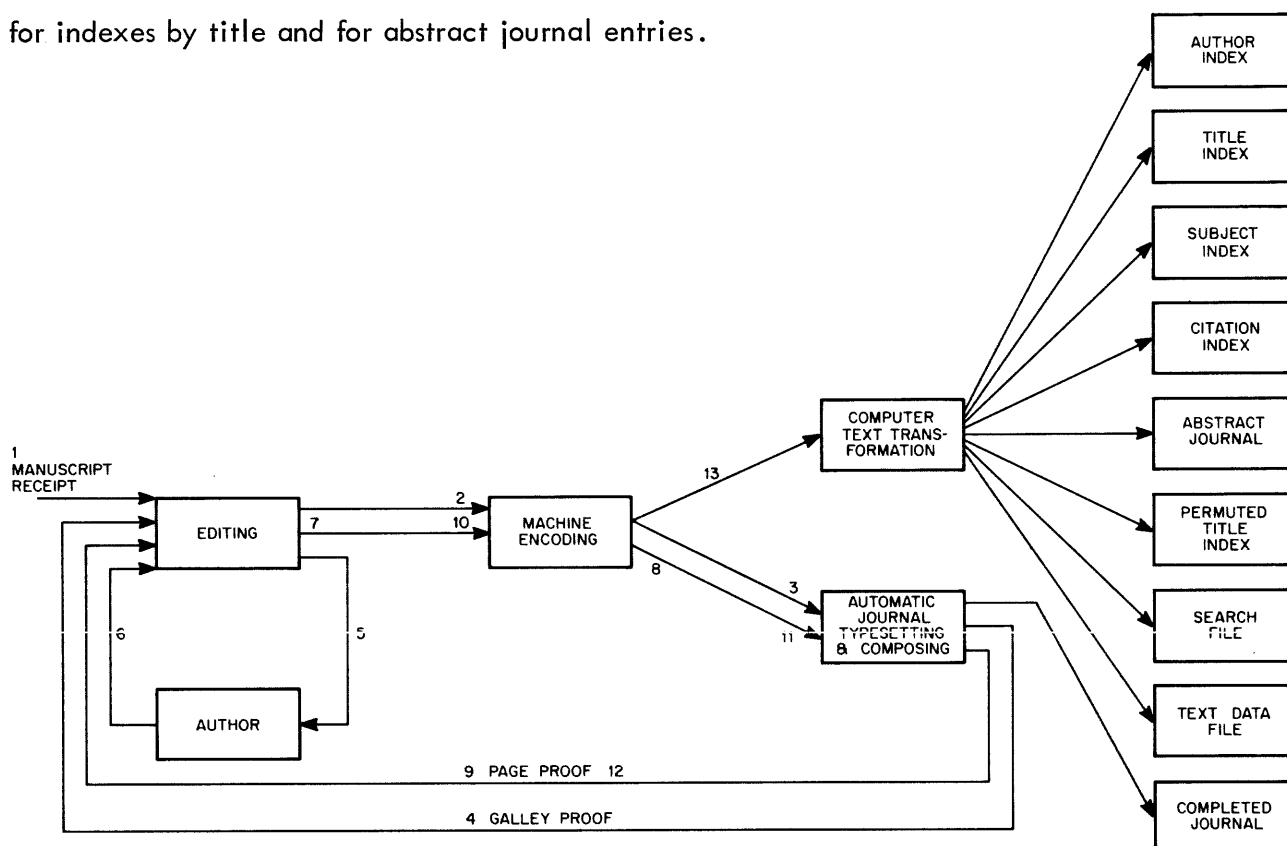 for indexes by title and for abstract journal entries.
AUTHOR
INDEX
TITLE
INDEX
SUBJECT
INDEX
CITATION
INDEX
ABSTRACT
JOURNAL
PERMUTED
TITLE
INDEX
SEARCH
FILE
TEXT DATA
FILE
COMPLETED
JOURNAL
COMPUTER
TEXT TRANS-
FORMATION
13
1
MANUSCRIPT
RECEIPT
EDITING
2
7
10
MACHINE
ENCODING
8
3
11
AUTOMATIC
JOURNAL
TYPESETTING
& COMPOSING
6
5
AUTHOR
9 PAGE PROOF 12
4 GALLEY PROOF